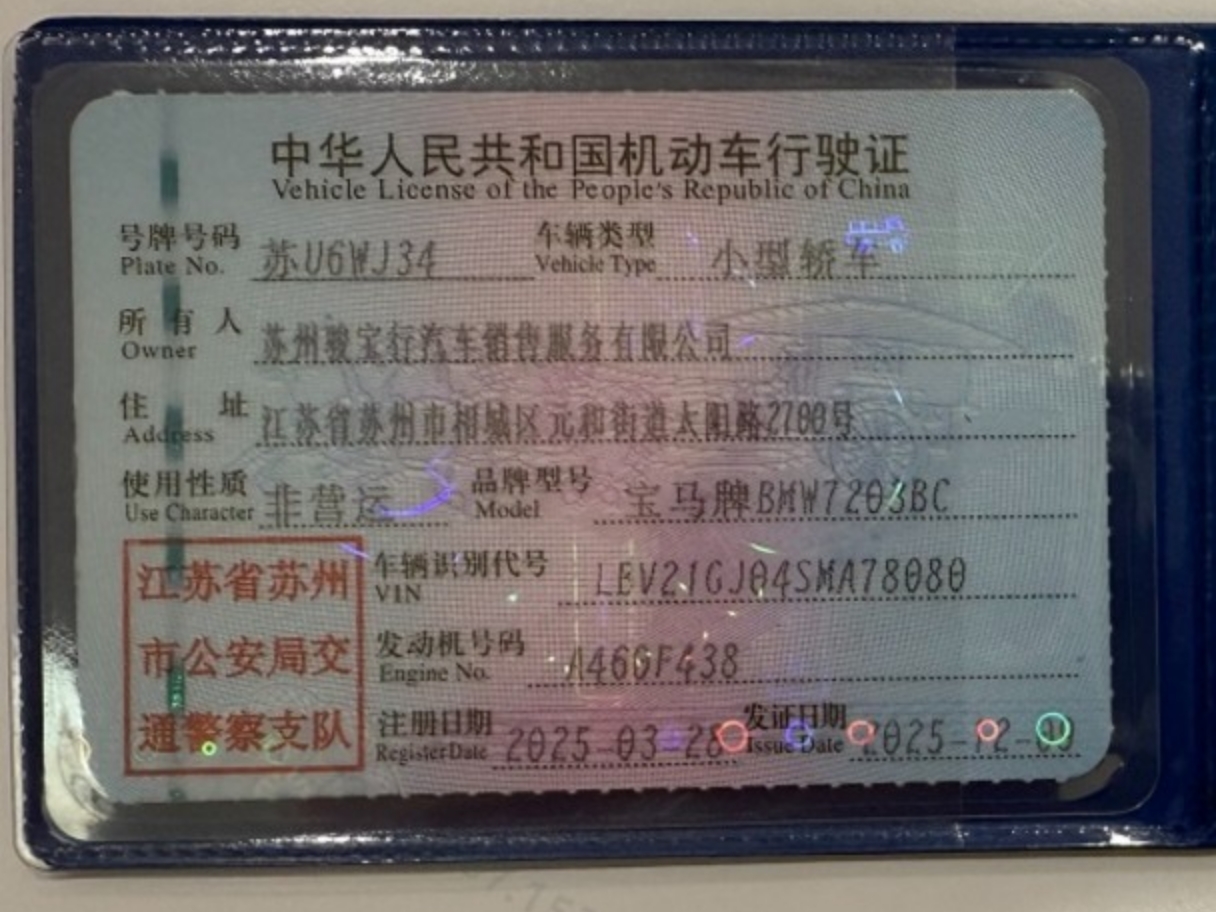 中华人民共和国机动车行驶证
Vehicle License of the People's Republic of China
号牌号码 苏U6WJ34 车辆类型 小型轿车
Plate No. Vehicle Type
所有人 苏州骏宝行汽车销售服务有限公司
Owner
住址 江苏省苏州市相城区元和街道太阳路2700号
Address
使用性质 非营运 品牌型号 宝马牌BMW7203BC
Use Character Model
江苏省苏州
市公安局交
通警察支队
车辆识别代号 LBV21GJ04SMA78080
VIN
发动机号码 A460F438
Engine No.
注册日期 2025-03-28 发证日期
Register Date Issue Date